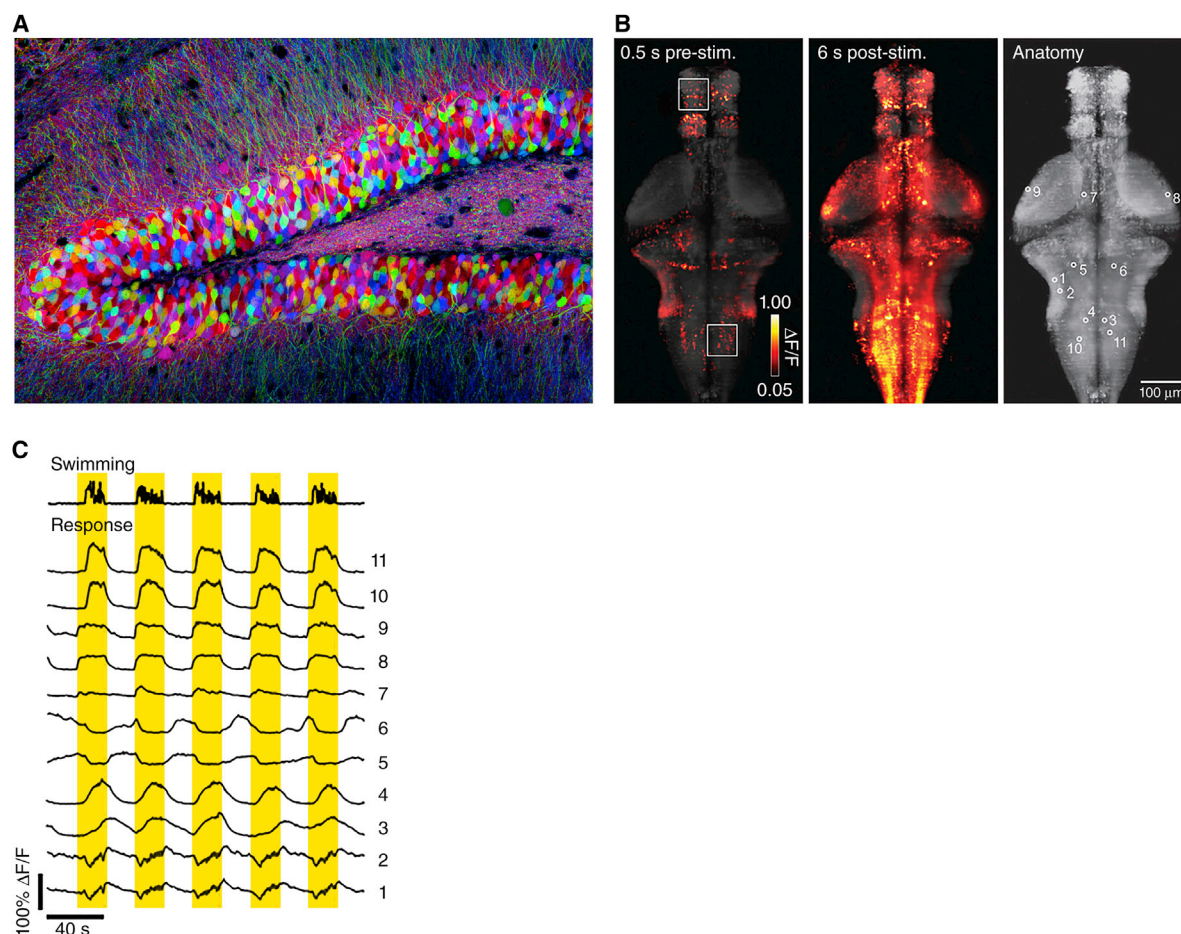 A
B
0.5 s pre-stim.
6 s post-stim.
Anatomy
9
7
8
1
5
6
2
4
3
10
11
1.00
ΔF/F
0.05
100 μm
C
Swimming
Response
11
10
9
8
7
6
5
4
3
2
1
100% ΔF/F
40 s